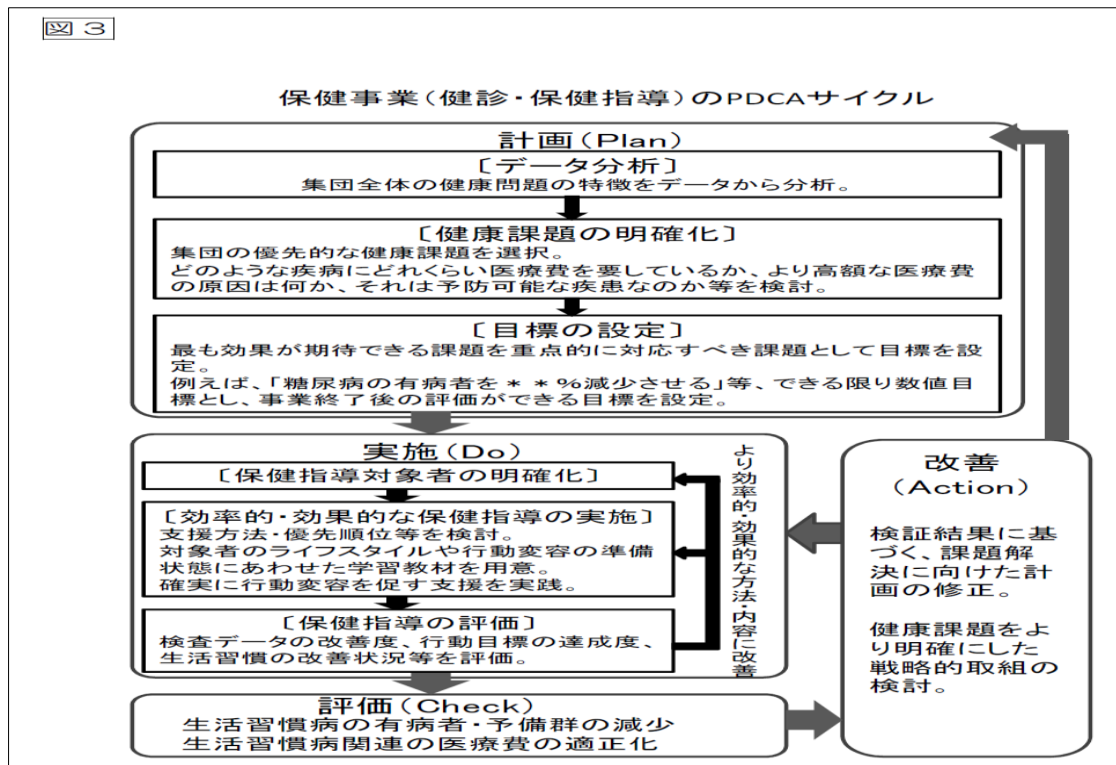 図３
保健事業(健診・保健指導)のPDCAサイクル
計画(Plan)
〔データ分析〕
集団全体の健康問題の特徴をデータから分析。
〔健康課題の明確化〕
集団の優先的な健康課題を選択。
どのような疾病にどれくらい医療費を要しているか、より高額な医療費
の原因は何か、それは予防可能な疾患なのか等を検討。
〔目標の設定〕
最も効果が期待できる課題を重点的に対応すべき課題として目標を設
定。
例えば、「糖尿病の有病者を＊＊％減少させる」等、できる限り数値目
標とし、事業終了後の評価ができる目標を設定。
実施(Do)
〔保健指導対象者の明確化〕
〔効率的・効果的な保健指導の実施〕
支援方法・優先順位等を検討。
対象者のライフスタイルや行動変容の準備
状態にあわせた学習教材を用意。
確実に行動変容を促す支援を実践。
〔保健指導の評価〕
検査データの改善度、行動目標の達成度、
生活習慣の改善状況等を評価。
より効率的・効果的な方法・内容に改善
評価(Check)
生活習慣病の有病者・予備群の減少
生活習慣病関連の医療費の適正化
改善
(Action)
検証結果に基
づく、課題解
決に向けた計
画の修正。
健康課題をよ
り明確にした
戦略的取組の
検討。